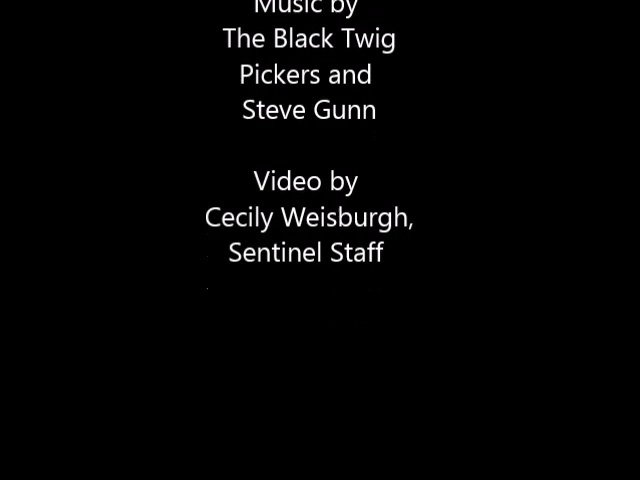 Music by
The Black Twig
Pickers and
Steve Gunn
Video by
Cecily Weisburgh,
Sentinel Staff